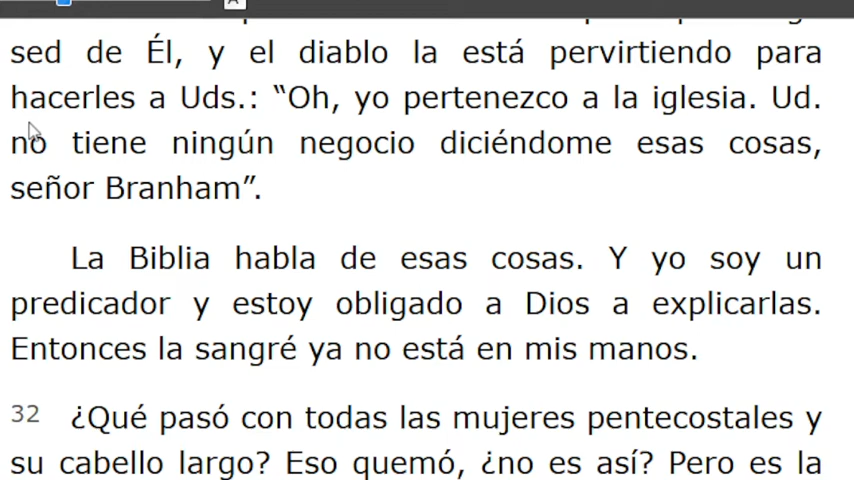 sed de Él, y el diablo la está pervirtiendo para
hacerles a Uds.: “Oh, yo pertenezco a la iglesia. Ud.
no tiene ningún negocio diciéndome esas cosas,
señor Branham”.
La Biblia habla de esas cosas. Y yo soy un
predicador y estoy obligado a Dios a explicarlas.
Entonces la sangré ya no está en mis manos.
32 ¿Qué pasó con todas las mujeres pentecostales y
su cabello largo? Eso quemó, ¿no es así? Pero es la